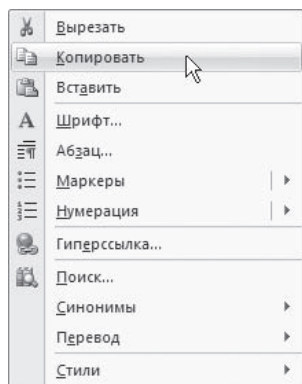 Вырезать
Копировать
Вставить
Шрифт...
Абзац...
Маркеры
Нумерация
Гиперссылка...
Поиск...
Синонимы
Перевод
Стили